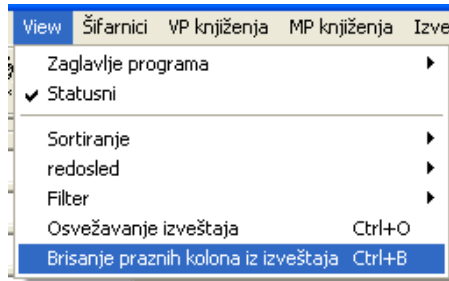 View Šifarnici VP knjiženja MP knjiženja Izve
Zaglavlje programa
Statusni
Sortiranje
redosled
Filter
Osvežavanje izveštaja Ctrl+O
Brisanje praznih kolona iz izveštaja Ctrl+B